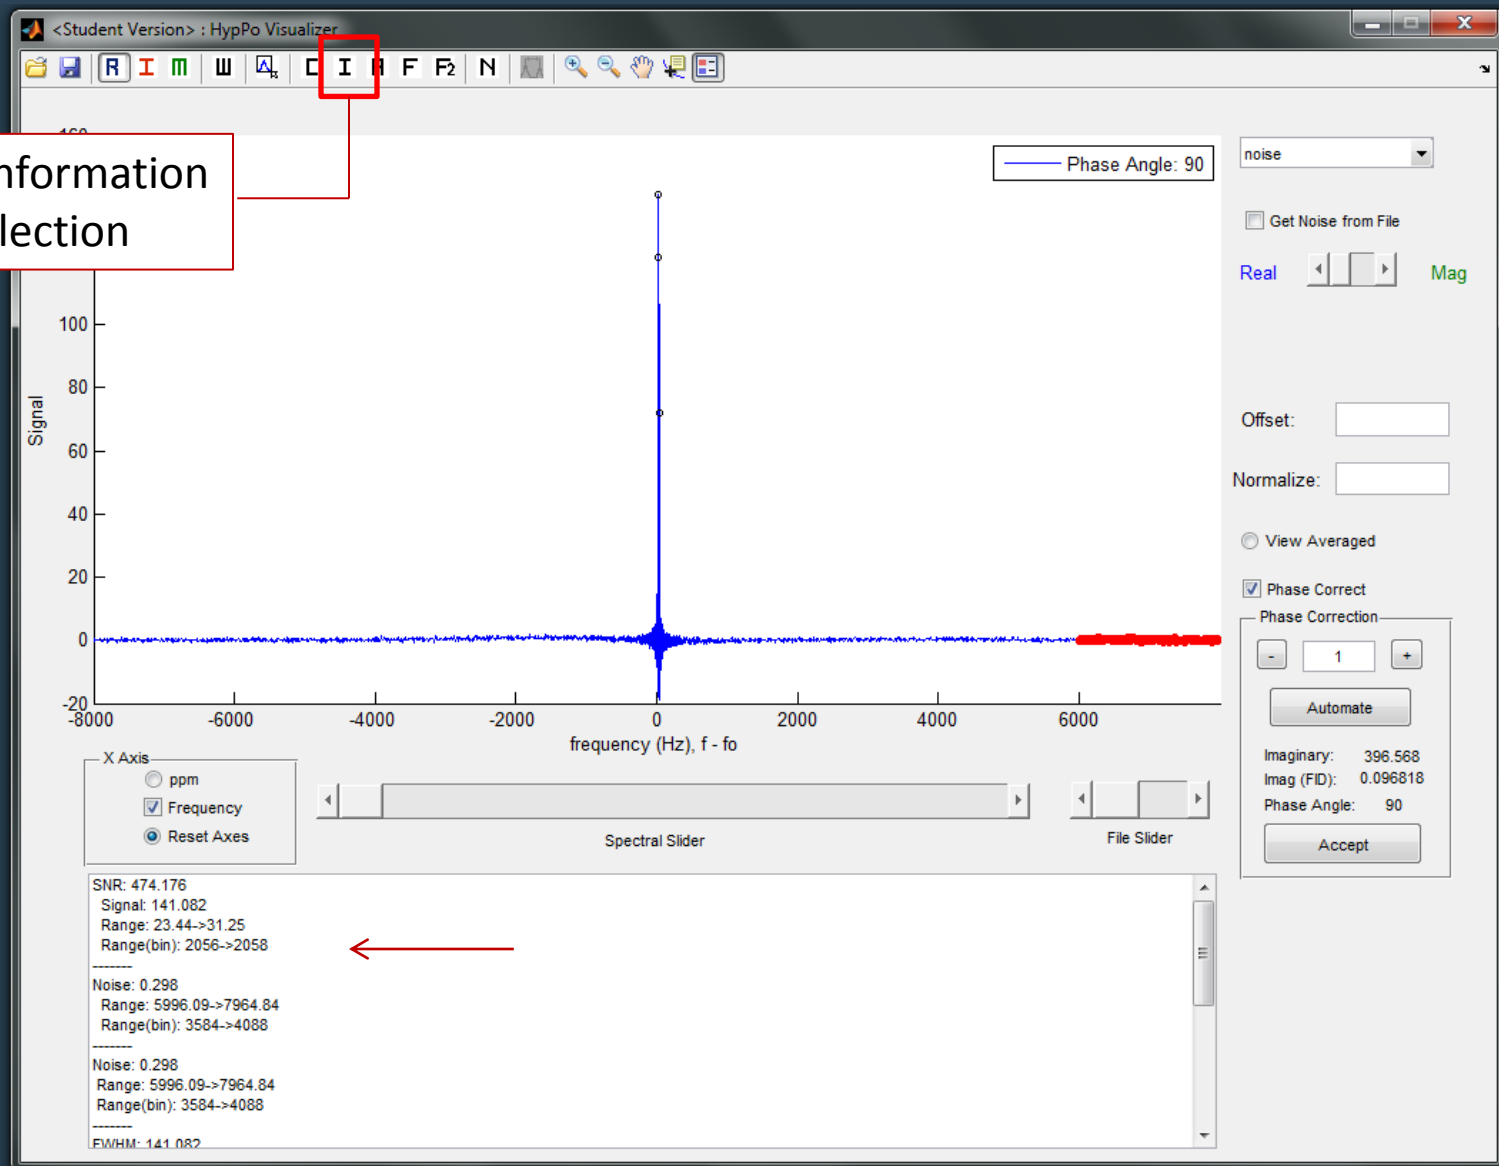 <Student Version> : HypPo Visualizer
R I m W C I F F2 N
nformation
lection
Phase Angle: 90
noise
Get Noise from File
Real Mag
100
80
60
40
20
0
-20
Signal
-8000 -6000 -4000 -2000 0 2000 4000 6000
frequency (Hz), f - fo
Offset:
Normalize:
View Averaged
Phase Correct
Phase Correction
- 1 +
Automate
Imaginary: 396.568
Imag (FID): 0.096818
Phase Angle: 90
Accept
X Axis
ppm
Frequency
Reset Axes
Spectral Slider
File Slider
SNR: 474.176
Signal: 141.082
Range: 23.44->31.25
Range(bin): 2056->2058
-------
Noise: 0.298
Range: 5996.09->7964.84
Range(bin): 3584->4088
-------
Noise: 0.298
Range: 5996.09->7964.84
Range(bin): 3584->4088
-------
FWHM: 141.082